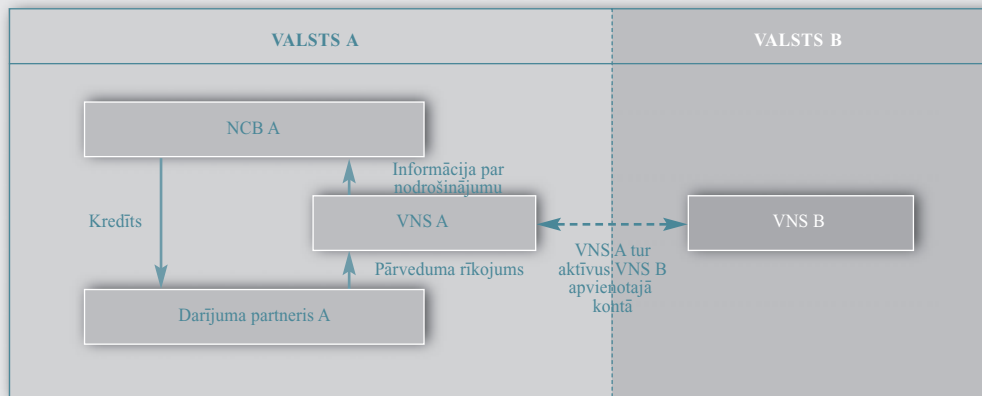 VALSTS A
VALSTS B
NCB A
Informācija par
nodrošinājumu
Kredīts
VNS A
VNS B
VNS A tur
aktīvus VNS B
apvienotajā
kontā
Pārveduma rīkojums
Darījuma partneris A